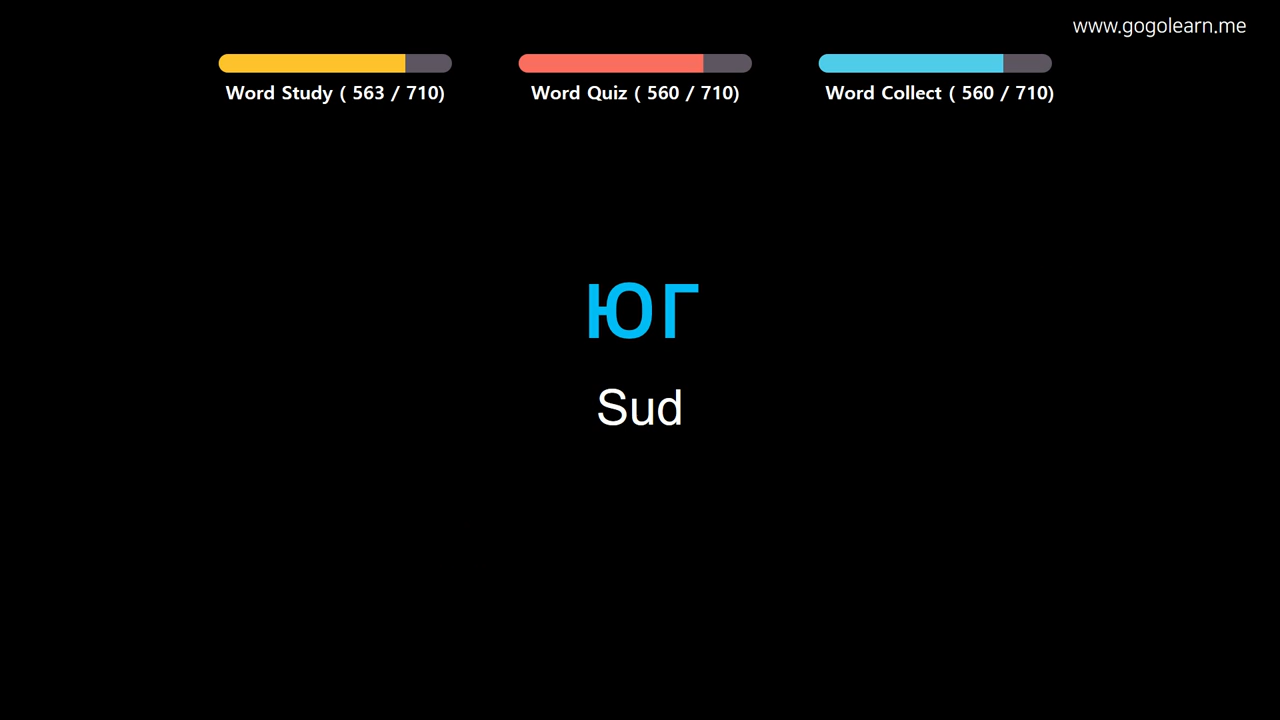 www.gogolearn.me
Word Study ( 563 / 710)
Word Quiz ( 560 / 710)
Word Collect ( 560 / 710)
юг
Sud